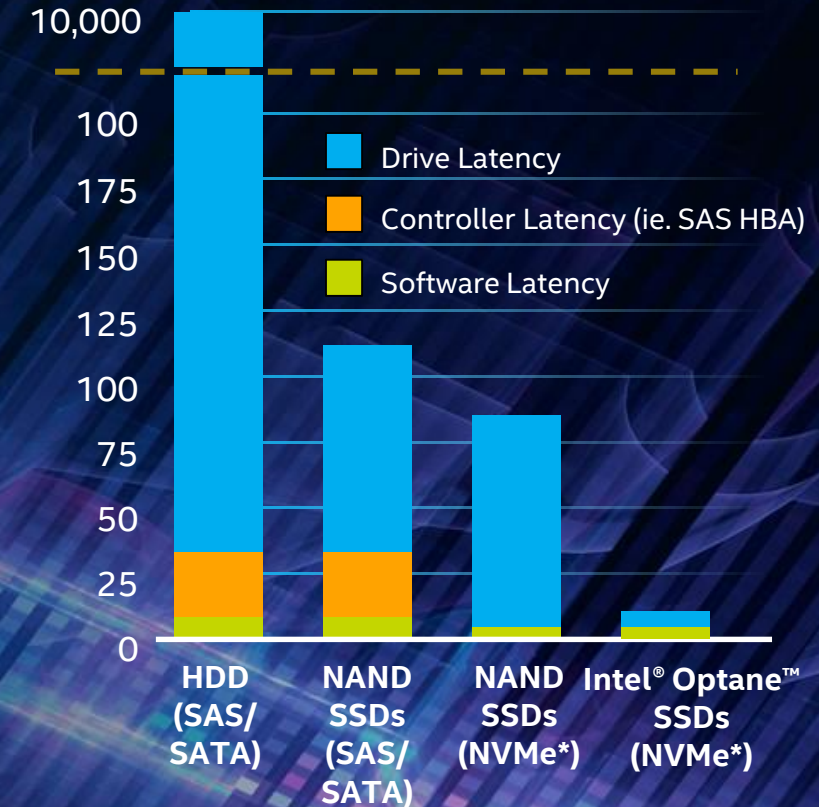 10,000
100
175
150
125
100
75
50
25
0
Drive Latency
Controller Latency (ie. SAS HBA)
Software Latency
HDD
(SAS/
SATA)
NAND
SSDs
(SAS/
SATA)
NAND
SSDs
(NVMe*)
Intel® Optane™
SSDs
(NVMe*)